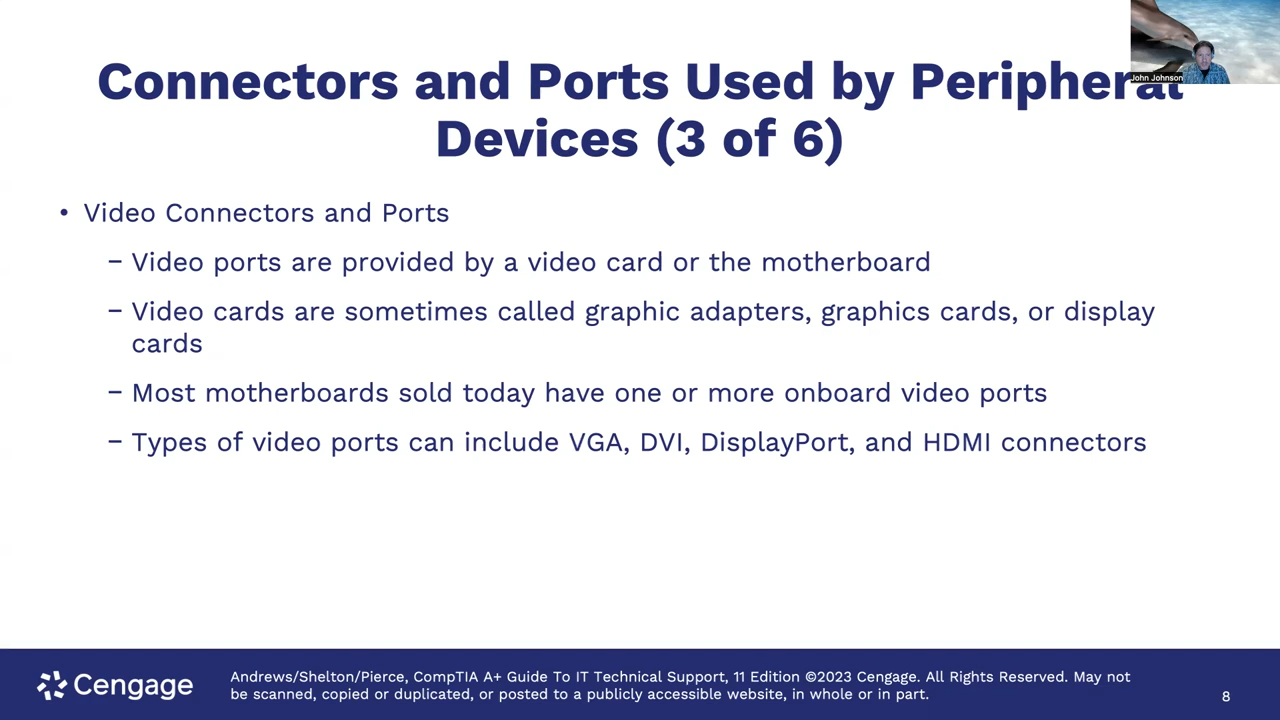 John Johnson
Connectors and Ports Used by Peripheral
Devices (3 of 6)
• Video Connectors and Ports
– Video ports are provided by a video card or the motherboard
– Video cards are sometimes called graphic adapters, graphics cards, or display
cards
– Most motherboards sold today have one or more onboard video ports
– Types of video ports can include VGA, DVI, DisplayPort, and HDMI connectors
Cengage
Andrews/Shelton/Pierce, CompTIA A+ Guide To IT Technical Support, 11 Edition ©2023 Cengage. All Rights Reserved. May not
be scanned, copied or duplicated, or posted to a publicly accessible website, in whole or in part.
8